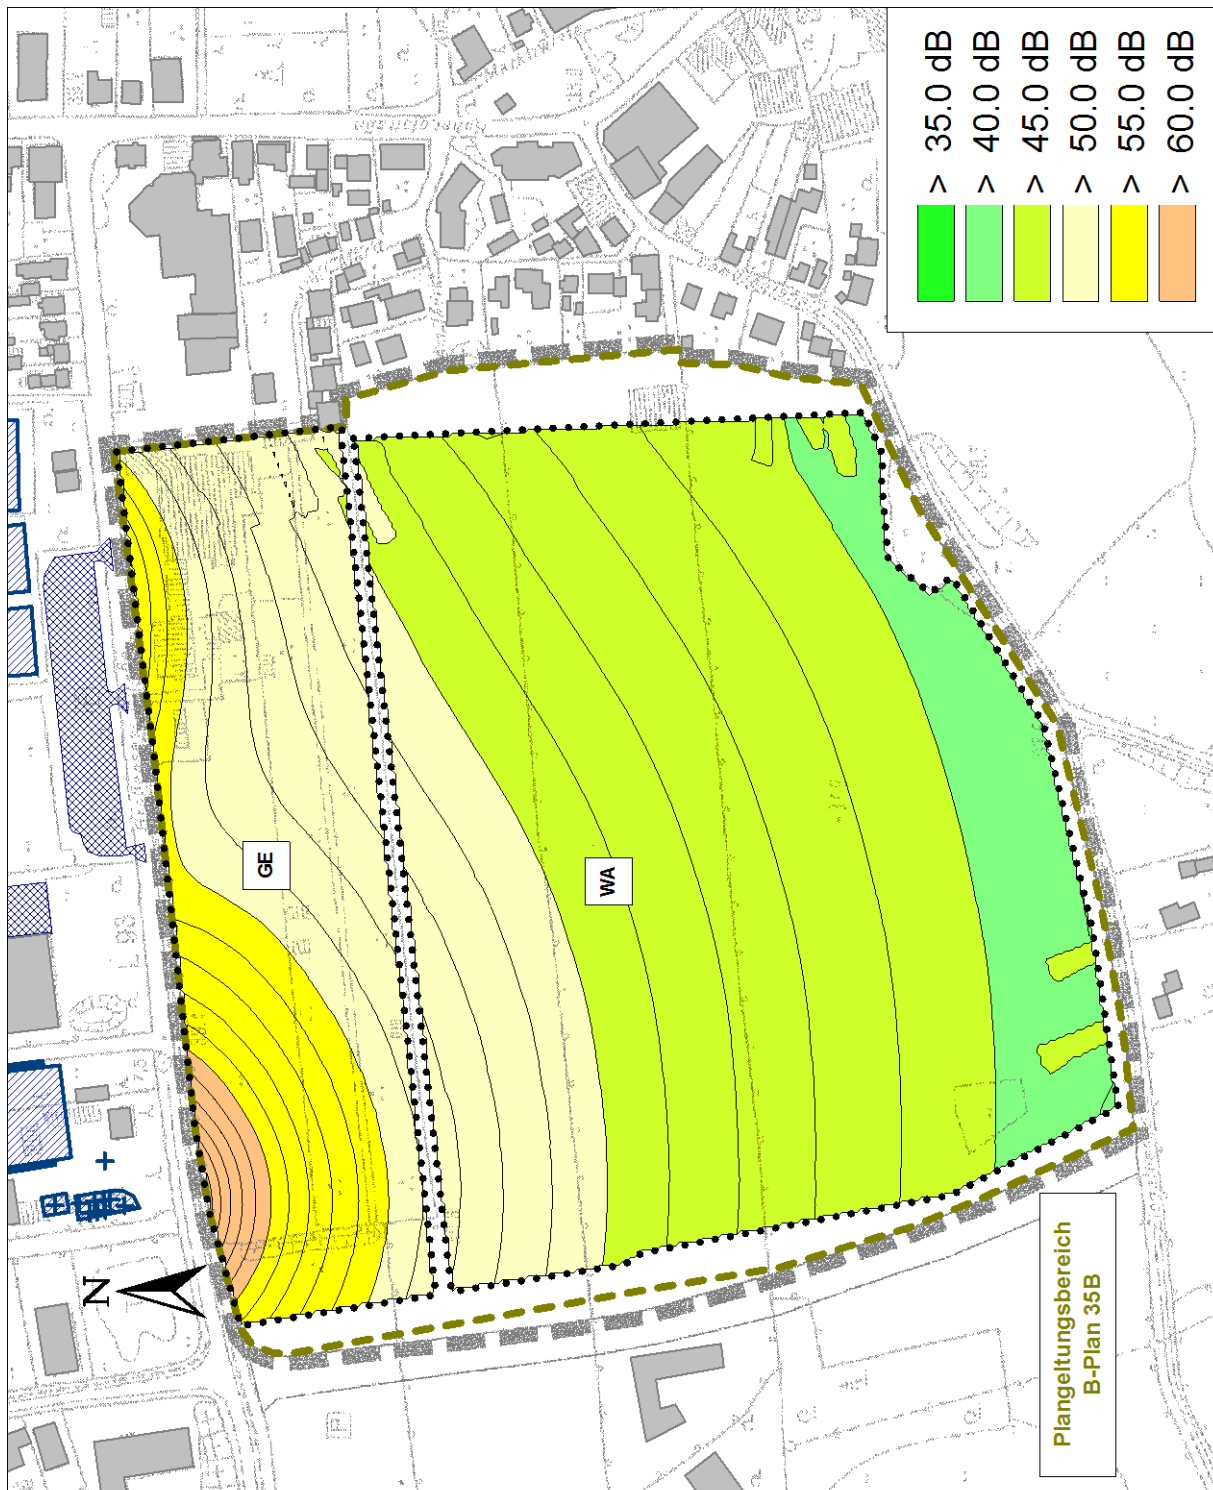 N
GE
WA
> 35.0 dB
> 40.0 dB
> 45.0 dB
> 50.0 dB
> 55.0 dB
> 60.0 dB
Plangeltungsbereich
B-Plan 35B